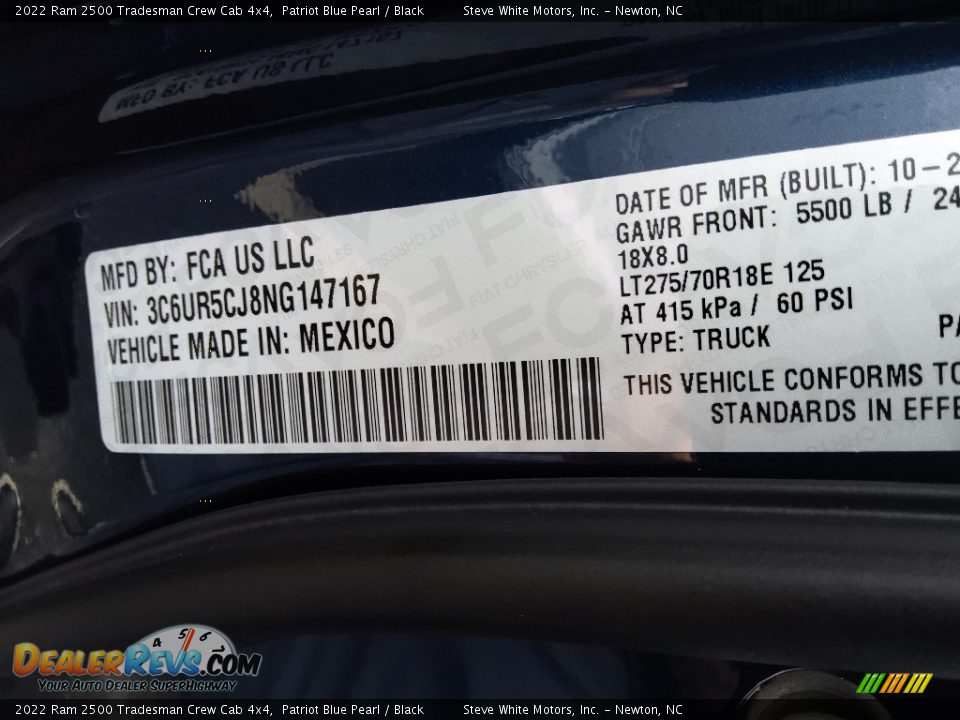 2022 Ram 2500 Tradesman Crew Cab 4x4, Patriot Blue Pearl / Black Steve White Motors, Inc. - Newton, NC
MFD BY: FCA US LLC
VIN: 3C6UR5CJ8NG147167
VEHICLE MADE IN: MEXICO
DATE OF MFR (BUILT): 10-2
GAWR FRONT: 5500 LB / 24
18X8.0
LT275/70R18E 125
AT 415 kPa / 60 PSI
TYPE: TRUCK
PA
THIS VEHICLE CONFORMS TO
STANDARDS IN EFFE
4 5 6
DEALERREVS.COM
YOUR AUTO DEALER SUPERHIGHWAY
2022 Ram 2500 Tradesman Crew Cab 4x4, Patriot Blue Pearl / Black Steve White Motors, Inc. - Newton, NC